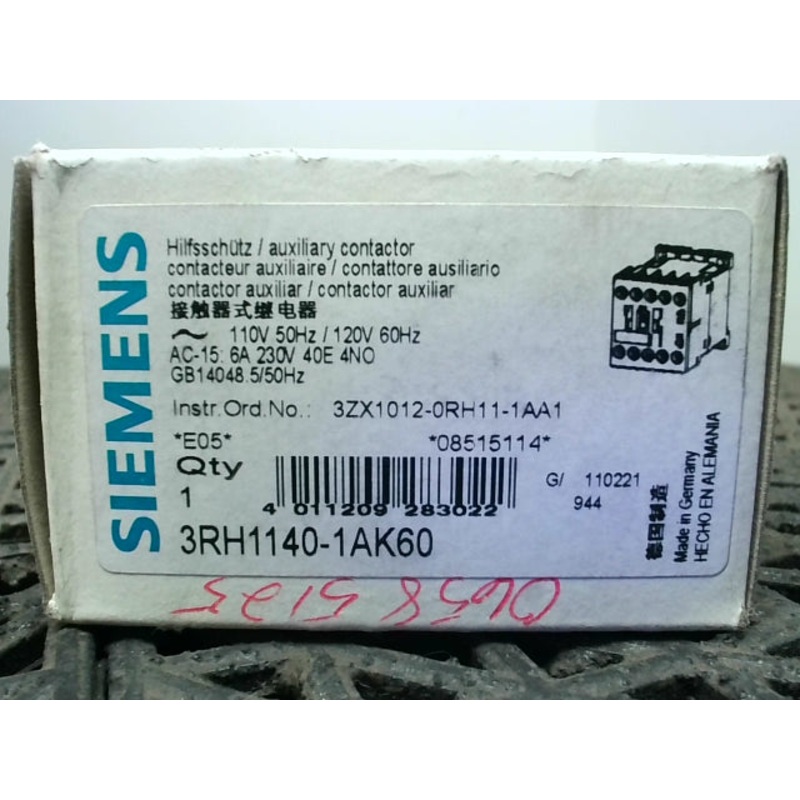 SIEMENS
Hilfsschütz / auxiliary contactor
contacteur auxiliaire / contattore ausiliario
contactor auxiliar / contactor auxiliar
接触器式继电器
~ 110V 50Hz / 120V 60Hz
AC-15: 6A 230V 40E 4NO
GB14048.5/50Hz
Instr.Ord.No.: 3ZX1012-0RH11-1AA1
*E05* *08515114*
Qty
1
4 011209 283022
G/ 110221
944
3RH1140-1AK60
德国制造
Made in Germany
HECHO EN ALEMANIA